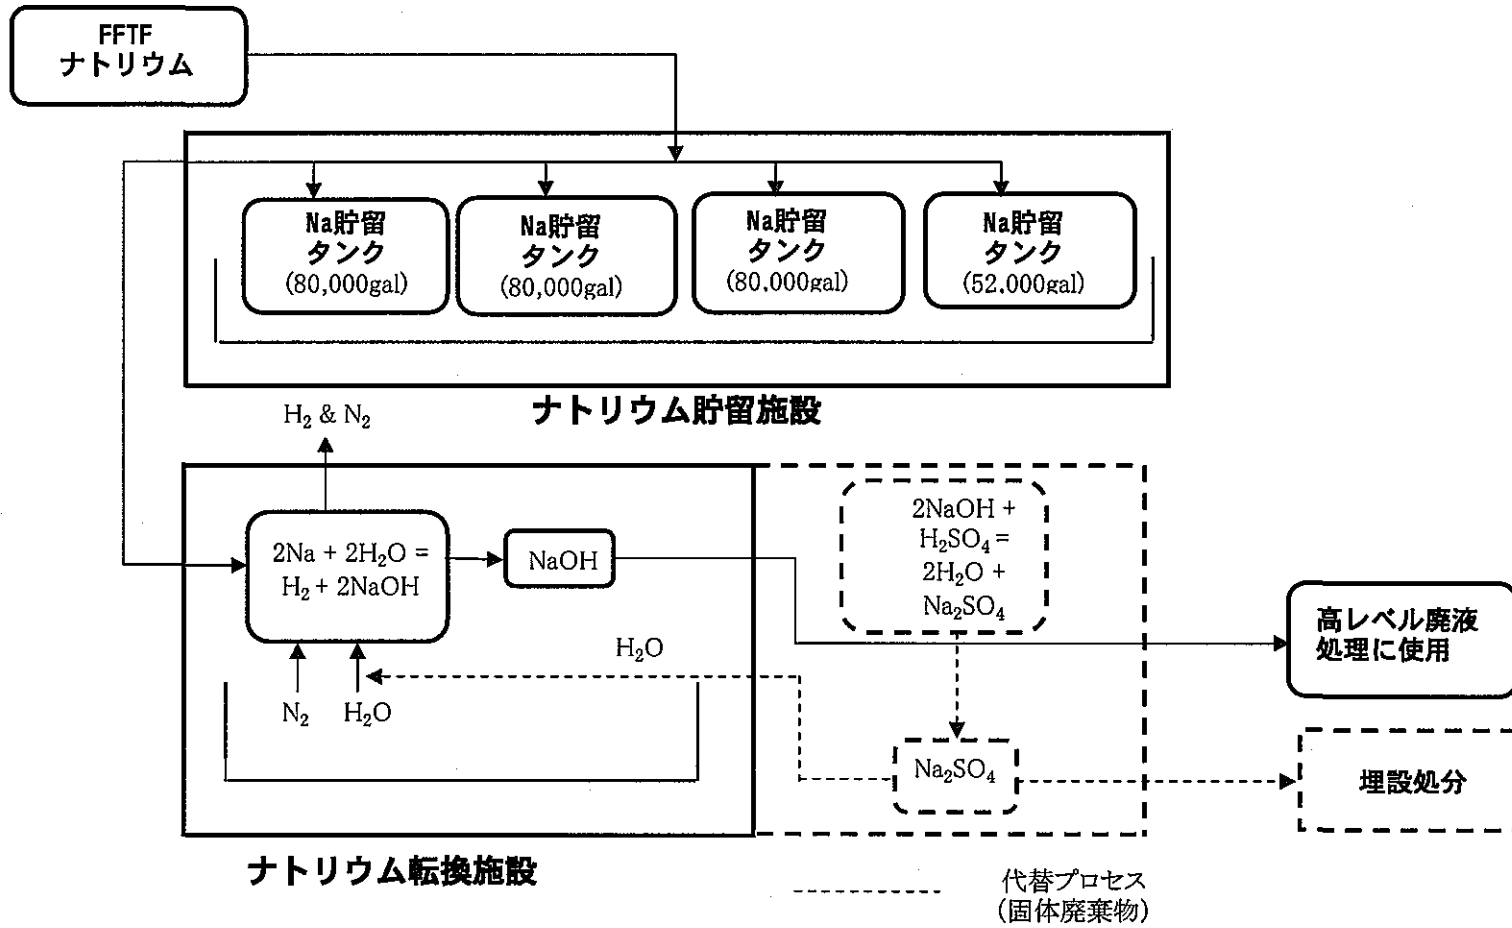 FFTF
ナトリウム
Na貯留
タンク
(80,000gal)
Na貯留
タンク
(80,000gal)
Na貯留
タンク
(80.000gal)
Na貯留
タンク
(52.000gal)
ナトリウム貯留施設
H₂ & N₂
2Na + 2H₂O =
H₂ + 2NaOH
NaOH
2NaOH +
H₂SO₄ =
2H₂O +
Na₂SO₄
高レベル廃液
処理に使用
H₂O
N₂
H₂O
Na₂SO₄
埋設処分
ナトリウム転換施設
代替プロセス
(固体廃棄物)